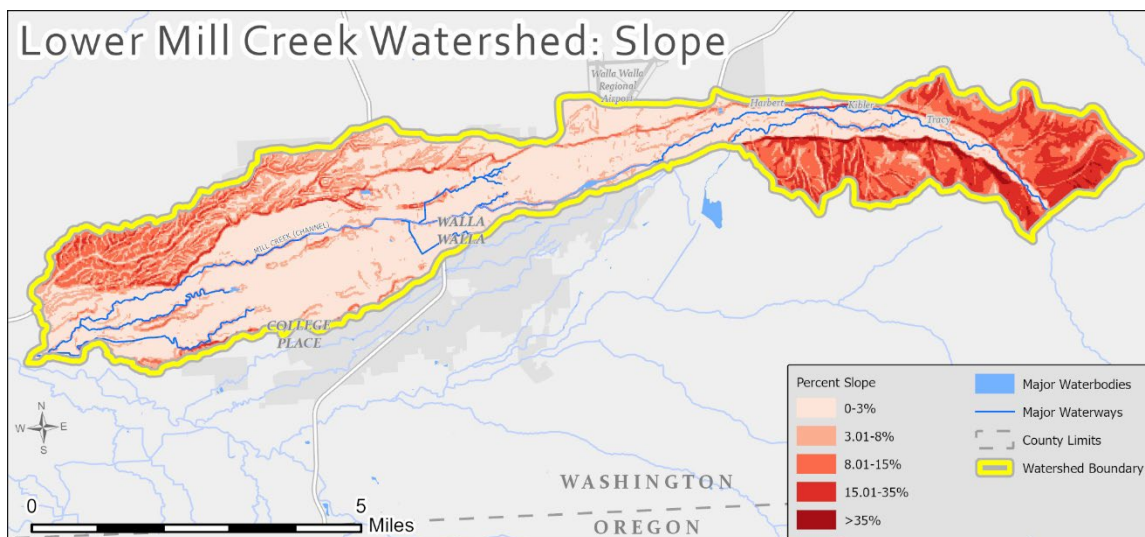 Lower Mill Creek Watershed: Slope
Walla Walla
Regional
Airport
Harbert
Kibler
Tracy
MILL CREEK (CHANNEL)
WALLA
WALLA
COLLEGE
PLACE
N
W
E
S
0
5
Miles
WASHINGTON
OREGON
Percent Slope
0-3%
3.01-8%
8.01-15%
15.01-35%
>35%
Major Waterbodies
Major Waterways
County Limits
Watershed Boundary